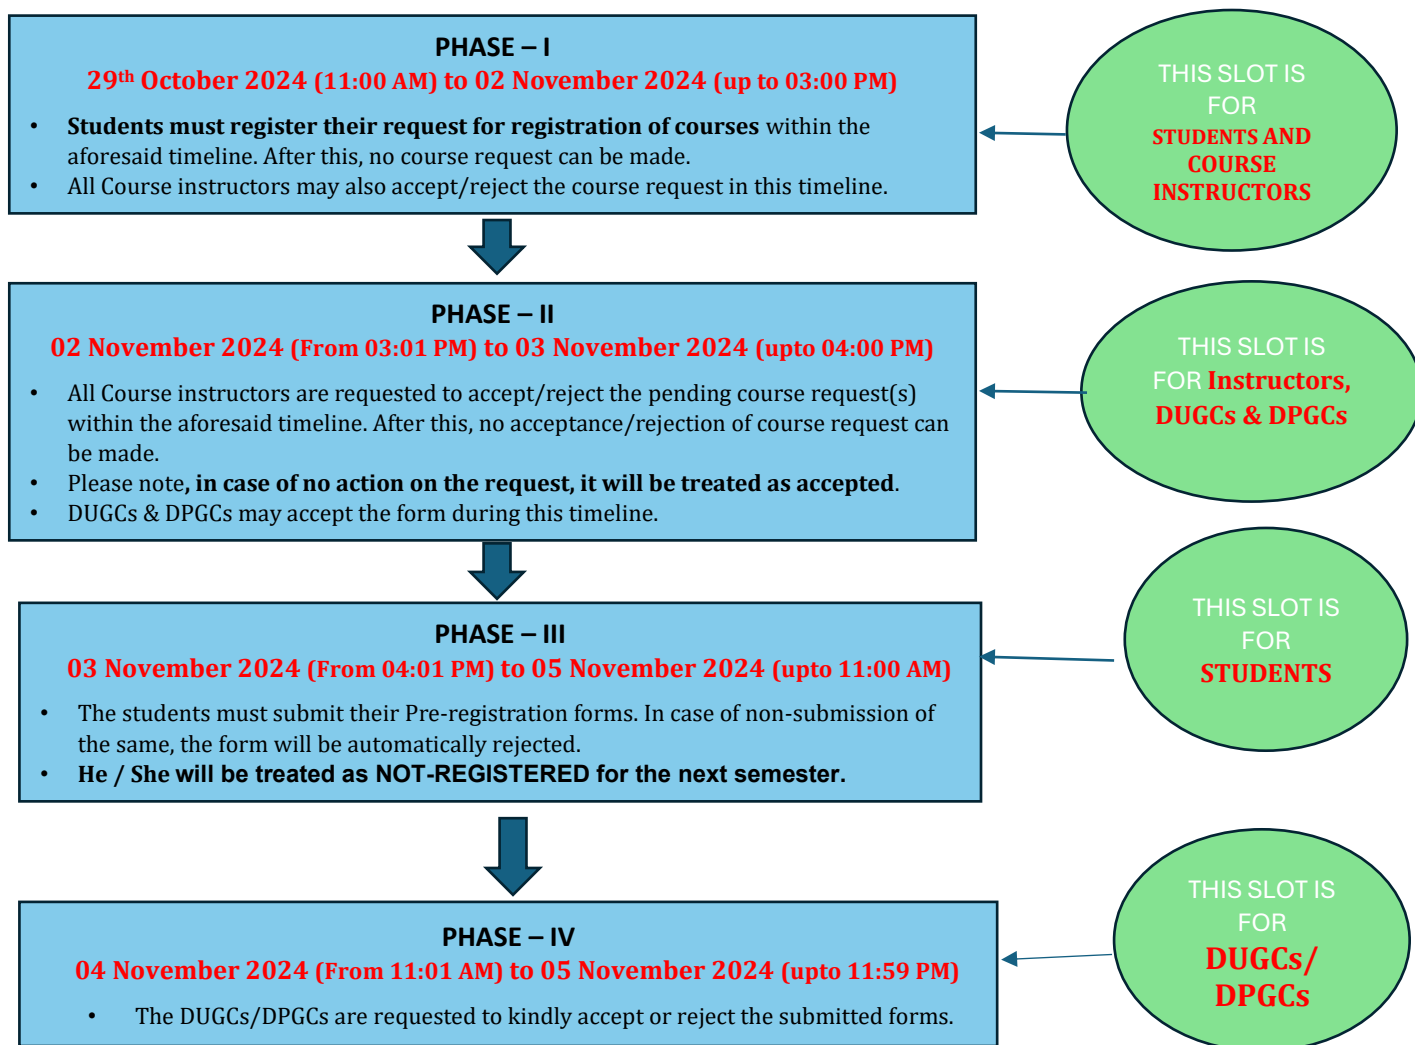 PHASE – I
29th October 2024 (11:00 AM) to 02 November 2024 (up to 03:00 PM)
• Students must register their request for registration of courses within the
aforesaid timeline. After this, no course request can be made.
• All Course instructors may also accept/reject the course request in this timeline.
THIS SLOT IS
FOR
STUDENTS AND
COURSE
INSTRUCTORS
PHASE – II
02 November 2024 (From 03:01 PM) to 03 November 2024 (upto 04:00 PM)
• All Course instructors are requested to accept/reject the pending course request(s)
within the aforesaid timeline. After this, no acceptance/rejection of course request can
be made.
• Please note, in case of no action on the request, it will be treated as accepted.
• DUGCs & DPGCs may accept the form during this timeline.
THIS SLOT IS
FOR Instructors,
DUGCs & DPGCs
PHASE – III
03 November 2024 (From 04:01 PM) to 05 November 2024 (upto 11:00 AM)
• The students must submit their Pre-registration forms. In case of non-submission of
the same, the form will be automatically rejected.
• He / She will be treated as NOT-REGISTERED for the next semester.
THIS SLOT IS
FOR
STUDENTS
PHASE – IV
04 November 2024 (From 11:01 AM) to 05 November 2024 (upto 11:59 PM)
• The DUGCs/DPGCs are requested to kindly accept or reject the submitted forms.
THIS SLOT IS
FOR
DUGCs/
DPGCs